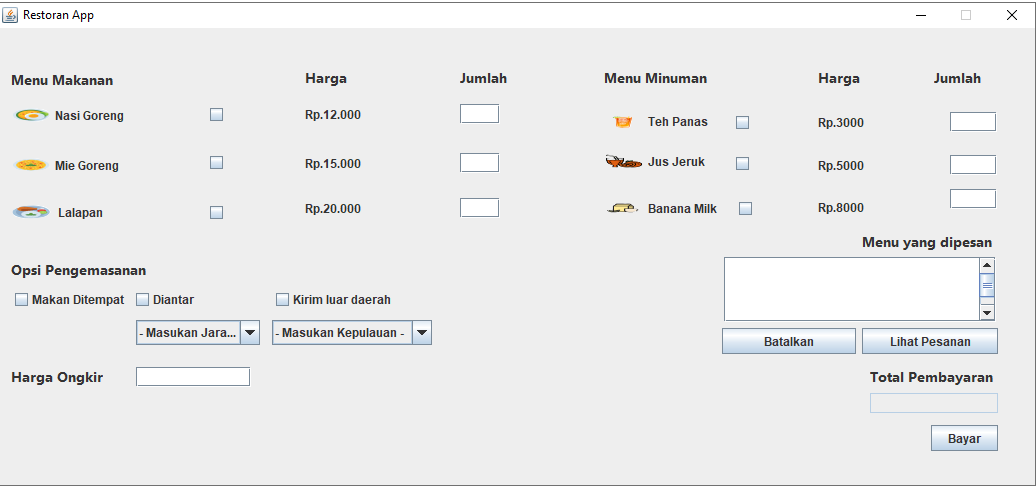 Restoran App
Menu Makanan Harga Jumlah Menu Minuman Harga Jumlah
Nasi Goreng Rp.12.000 Teh Panas Rp.3000
Mie Goreng Rp.15.000 Jus Jeruk Rp.5000
Lalapan Rp.20.000 Banana Milk Rp.8000
Menu yang dipesan
Opsi Pengemasanan
Makan Ditempat Diantar Kirim luar daerah
- Masukan Jara... - Masukan Kepulauan -
Batalkan Lihat Pesanan
Harga Ongkir Total Pembayaran
Bayar